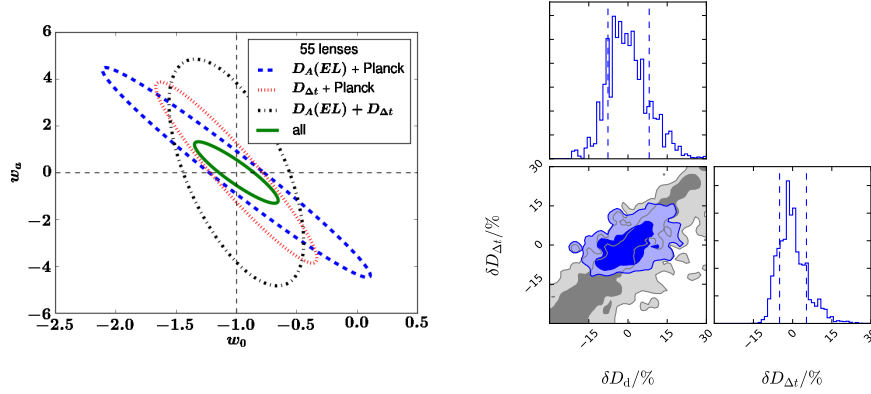 55 lenses
D_A(EL) + Planck
D_Δt + Planck
D_A(EL) + D_Δt
all
6
4
2
0
−2
−4
−6
w_a
−2.5 −2.0 −1.5 −1.0 −0.5 0.0 0.5
w_0
30
15
0
−15
δD_Δt/%
−15 0 15 30
δD_d/%
−15 0 15 30
δD_Δt/%